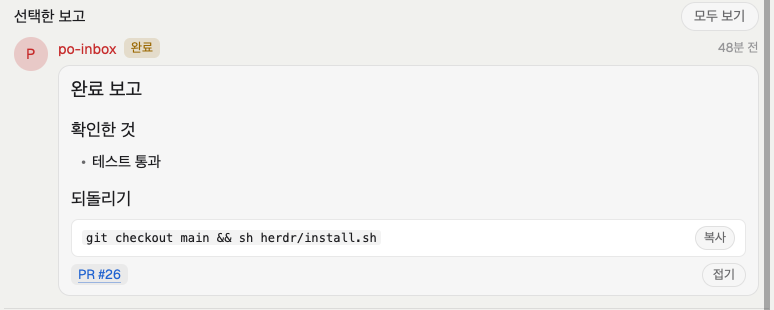 선택한 보고
모두 보기
P
po-inbox 완료
48분 전
완료 보고
확인한 것
• 테스트 통과
되돌리기
git checkout main && sh herdr/install.sh
복사
PR #26
접기